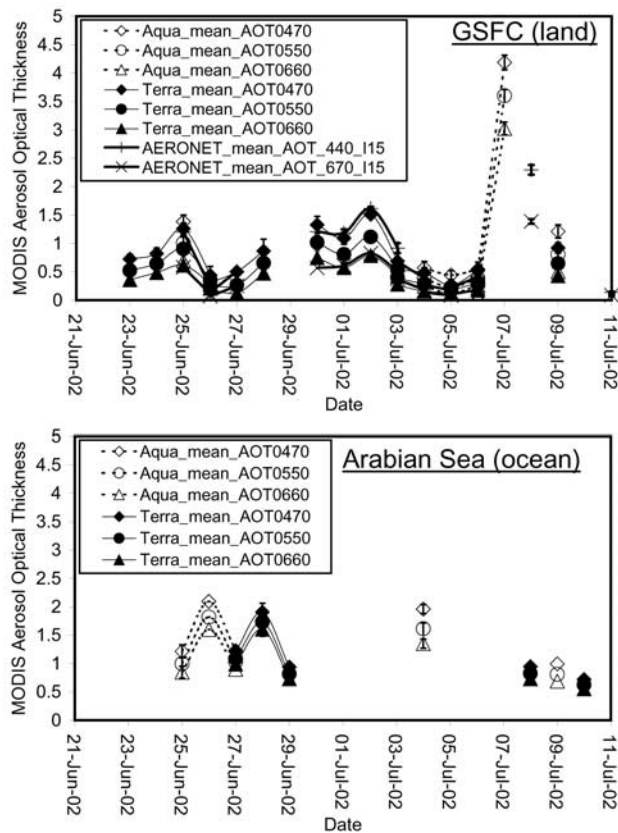 GSFC (land)
MODIS Aerosol Optical Thickness
5
4.5
4
3.5
3
2.5
2
1.5
1
0.5
0
Aqua_mean_AOT0470
Aqua_mean_AOT0550
Aqua_mean_AOT0660
Terra_mean_AOT0470
Terra_mean_AOT0550
Terra_mean_AOT0660
AERONET_mean_AOT_440_I15
AERONET_mean_AOT_670_I15
21-Jun-02
23-Jun-02
25-Jun-02
27-Jun-02
29-Jun-02
01-Jul-02
03-Jul-02
05-Jul-02
07-Jul-02
09-Jul-02
11-Jul-02
Date
Arabian Sea (ocean)
MODIS Aerosol Optical Thickness
5
4.5
4
3.5
3
2.5
2
1.5
1
0.5
0
Aqua_mean_AOT0470
Aqua_mean_AOT0550
Aqua_mean_AOT0660
Terra_mean_AOT0470
Terra_mean_AOT0550
Terra_mean_AOT0660
21-Jun-02
23-Jun-02
25-Jun-02
27-Jun-02
29-Jun-02
01-Jul-02
03-Jul-02
05-Jul-02
07-Jul-02
09-Jul-02
11-Jul-02
Date